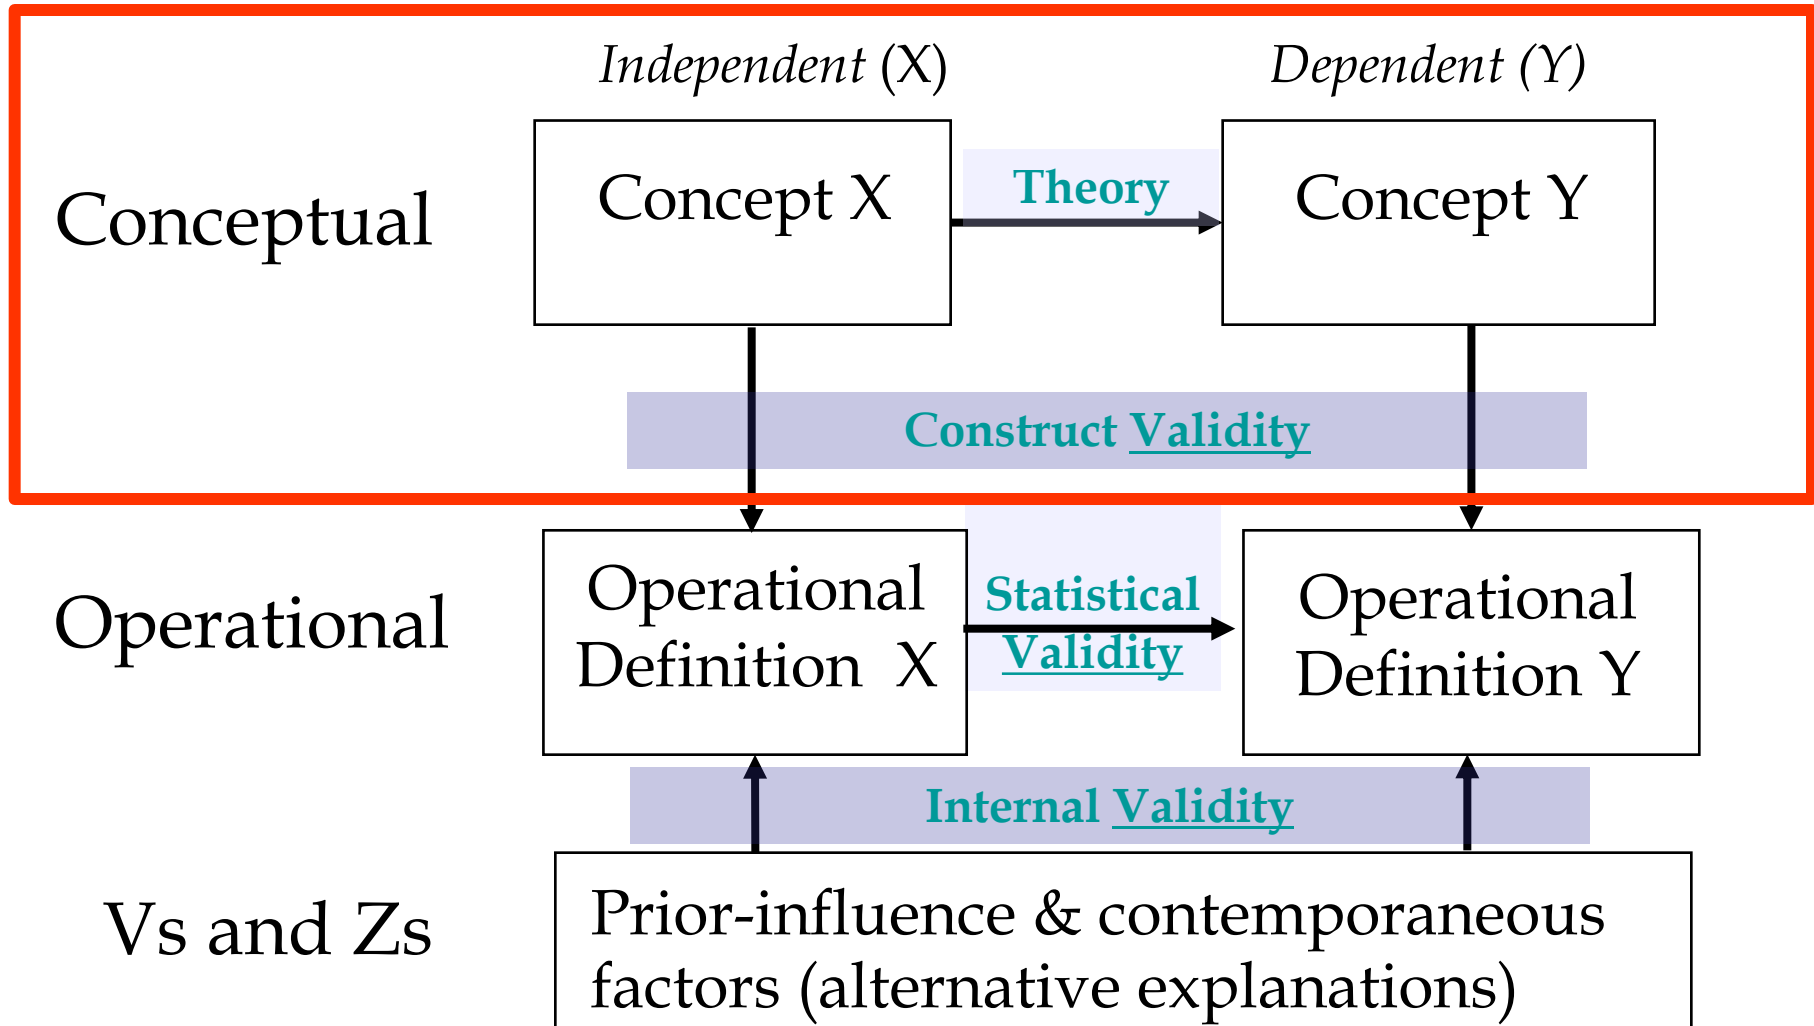 Independent (X)
Dependent (Y)
Conceptual
Concept X
Theory
Concept Y
Construct Validity
Operational
Operational
Definition X
Statistical
Validity
Operational
Definition Y
Internal Validity
Vs and Zs
Prior-influence & contemporaneous
factors (alternative explanations)